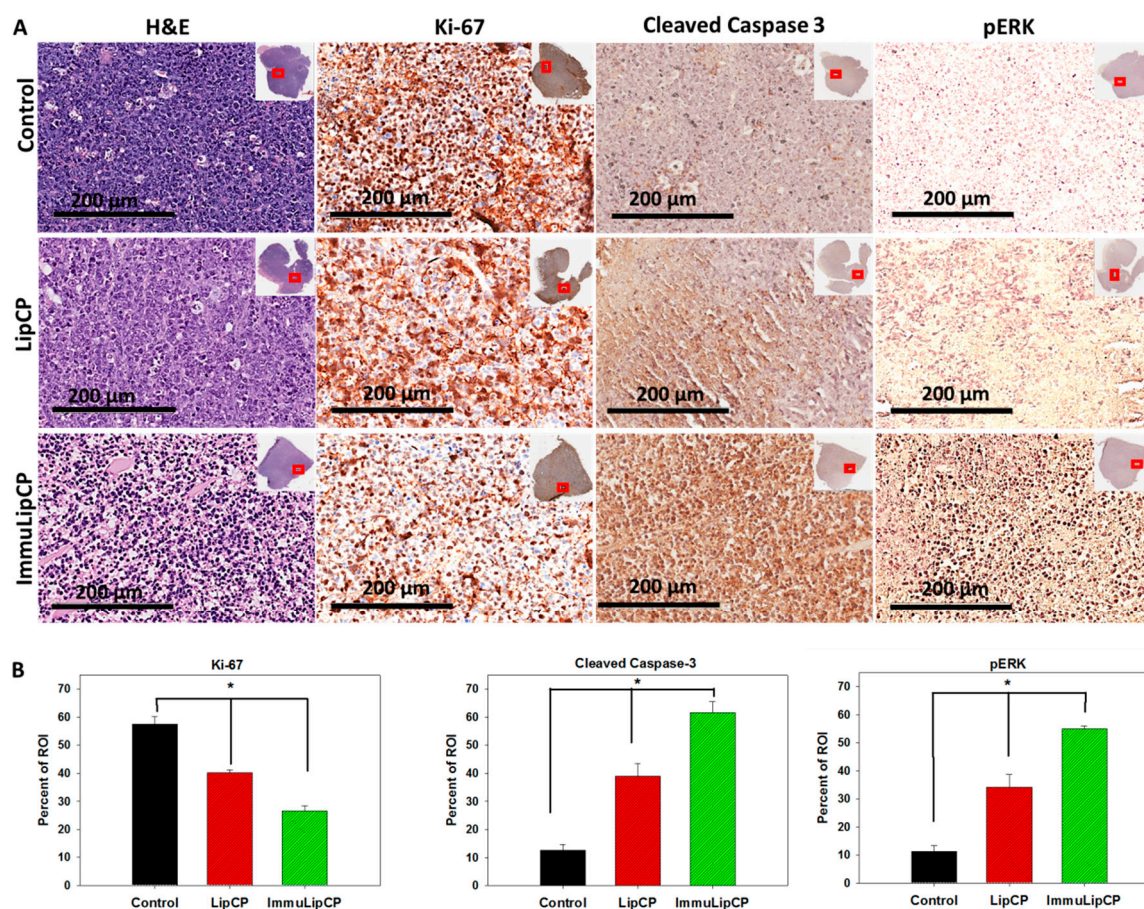 A
H&E
Ki-67
Cleaved Caspase 3
pERK
Control
200 µm
200 µm
200 µm
200 µm
LipCP
200 µm
200 µm
200 µm
200 µm
ImmuLipCP
200 µm
200 µm
200 µm
200 µm
B
Ki-67
Percent of ROI
70
60
50
40
30
20
10
0
*
Control
LipCP
ImmuLipCP
Cleaved Caspase-3
Percent of ROI
70
60
50
40
30
20
10
0
*
Control
LipCP
ImmuLipCP
pERK
Percent of ROI
70
60
50
40
30
20
10
0
*
Control
LipCP
ImmuLipCP